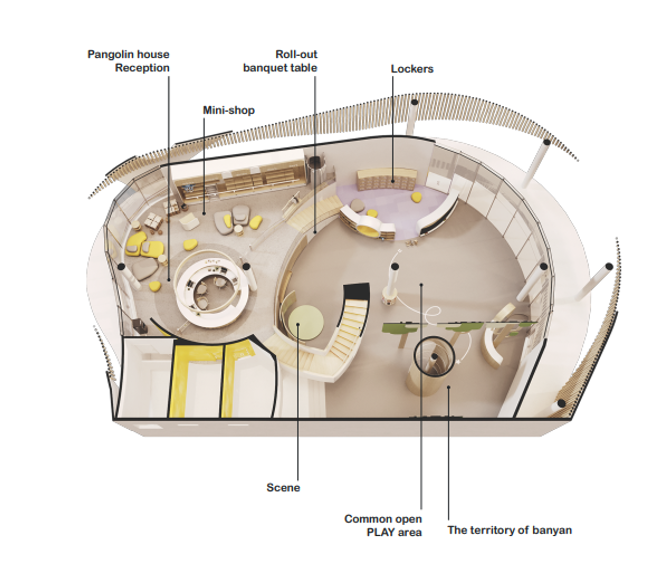 Pangolin house
Reception
Roll-out
banquet table
Lockers
Mini-shop
Scene
Common open
PLAY area
The territory of banyan